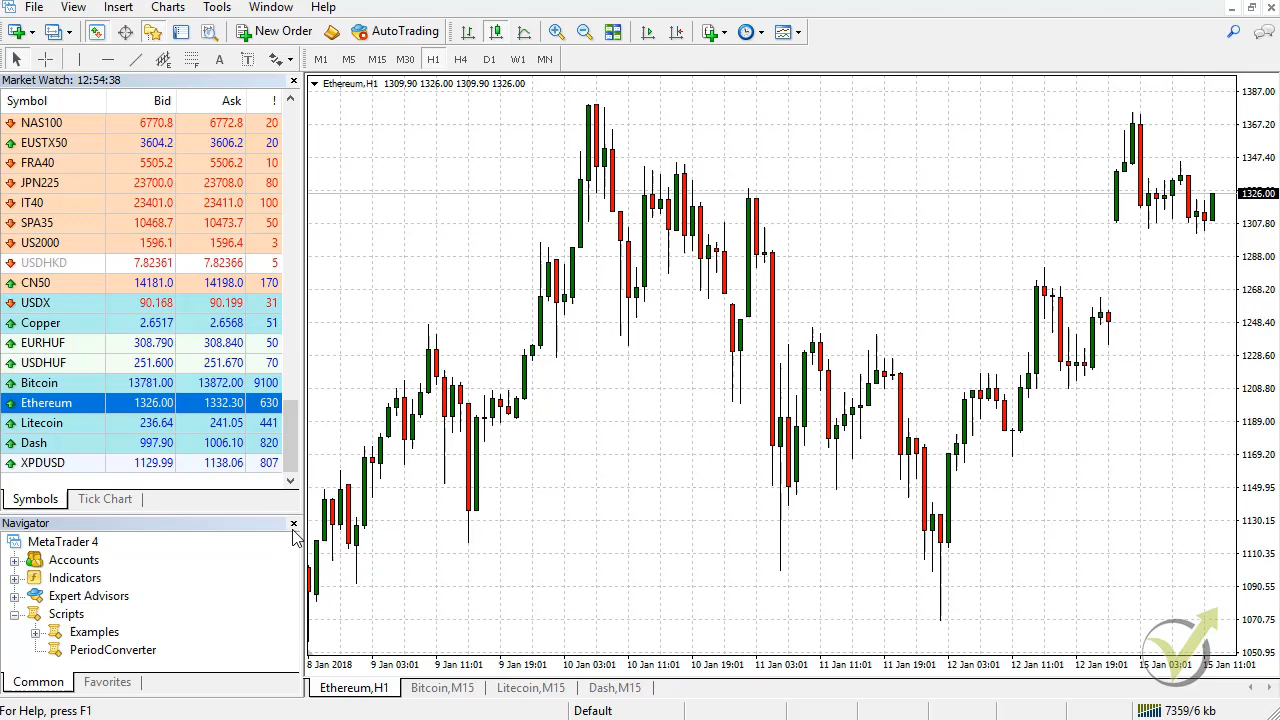 File View Insert Charts Tools Window Help
New Order AutoTrading
A T M1 M5 M15 M30 H1 H4 D1 W1 MN
Market Watch: 12:54:38
Symbol Bid Ask !
NAS100 6770.8 6772.8 20
EUSTX50 3604.2 3606.2 20
FRA40 5505.2 5506.2 10
JPN225 23700.0 23708.0 80
IT40 23401.0 23411.0 100
SPA35 10468.7 10473.7 50
US2000 1596.1 1596.4 3
USDHKD 7.82361 7.82366 5
CN50 14181.0 14198.0 170
USDX 90.168 90.199 31
Copper 2.6517 2.6568 51
EURHUF 308.790 308.840 50
USDHUF 251.600 251.670 70
Bitcoin 13781.00 13872.00 9100
Ethereum 1326.00 1332.30 630
Litecoin 236.64 241.05 441
Dash 997.90 1006.10 820
XPDUSD 1129.99 1138.06 807
Symbols Tick Chart
Navigator
MetaTrader 4
Accounts
Indicators
Expert Advisors
Scripts
Examples
PeriodConverter
Common Favorites
Ethereum,H1 1309.90 1326.00 1309.90 1326.00
1387.00
1367.20
1347.40
1326.00
1307.80
1288.00
1268.20
1248.40
1228.60
1208.80
1189.00
1169.20
1149.95
1130.15
1110.35
1090.55
1070.75
1050.95
8 Jan 2018 9 Jan 03:01 9 Jan 11:01 9 Jan 19:01 10 Jan 03:01 10 Jan 11:01 10 Jan 19:01 11 Jan 03:01 11 Jan 11:01 11 Jan 19:01 12 Jan 03:01 12 Jan 11:01 12 Jan 19:01 15 Jan 03:01 15 Jan 11:01
Ethereum,H1 Bitcoin,M15 Litecoin,M15 Dash,M15
For Help, press F1 Default 7359/6 kb